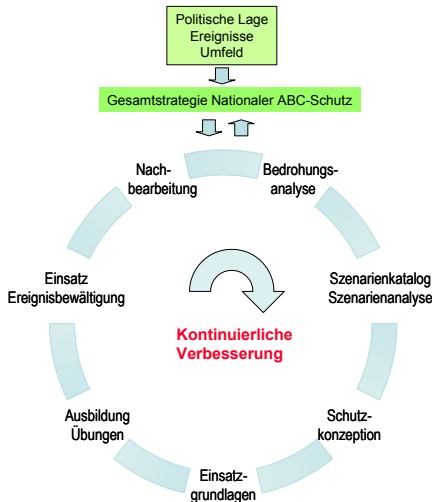 Politische Lage
Ereignisse
Umfeld
Gesamtstrategie Nationaler ABC-Schutz
Nach-
bearbeitung
Bedrohungs-
analyse
Einsatz
Ereignisbewältigung
Szenarienkatalog
Szenarienanalyse
Kontinuierliche
Verbesserung
Ausbildung
Übungen
Schutz-
konzeption
Einsatz-
grundlagen